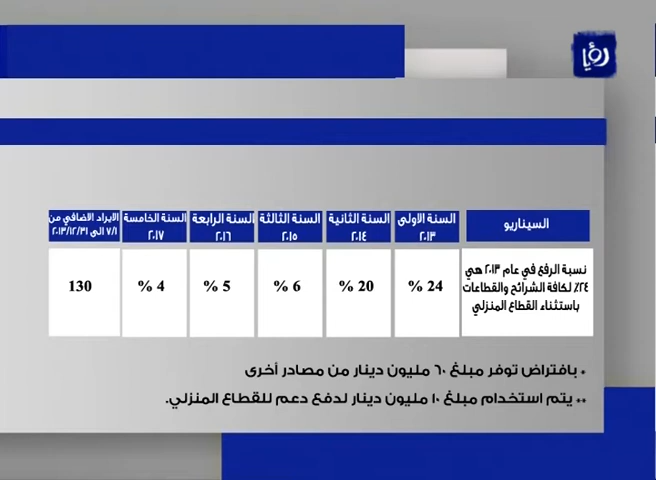 رؤيا
السيناريو
السنة الاولى
٢٠١٣
السنة الثانية
٢٠١٤
السنة الثالثة
٢٠١٥
السنة الرابعة
٢٠١٦
السنة الخامسة
٢٠١٧
الايراد الاضافي من
٧/١ الى ٢٠١٣/١٢/٣١
نسبة الرفع في عام ٢٠١٣ هي
٢٤٪ لكافة الشرائح والقطاعات
باستثناء القطاع المنزلي
24 %
20 %
6 %
5 %
4 %
130
* بافتراض توفر مبلغ ٦٠ مليون دينار من مصادر أخرى
** يتم استخدام مبلغ ١٠ مليون دينار لدفع دعم للقطاع المنزلي.